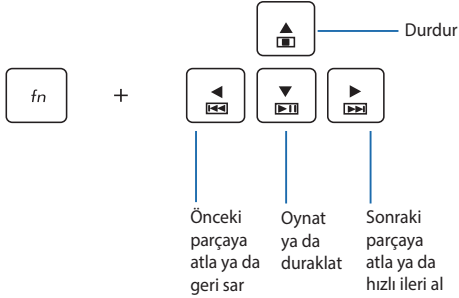 Durdur
fn
+
Önceki
parçaya
atla ya da
geri sar
Oynat
ya da
duraklat
Sonraki
parçaya
atla ya da
hızlı ileri al